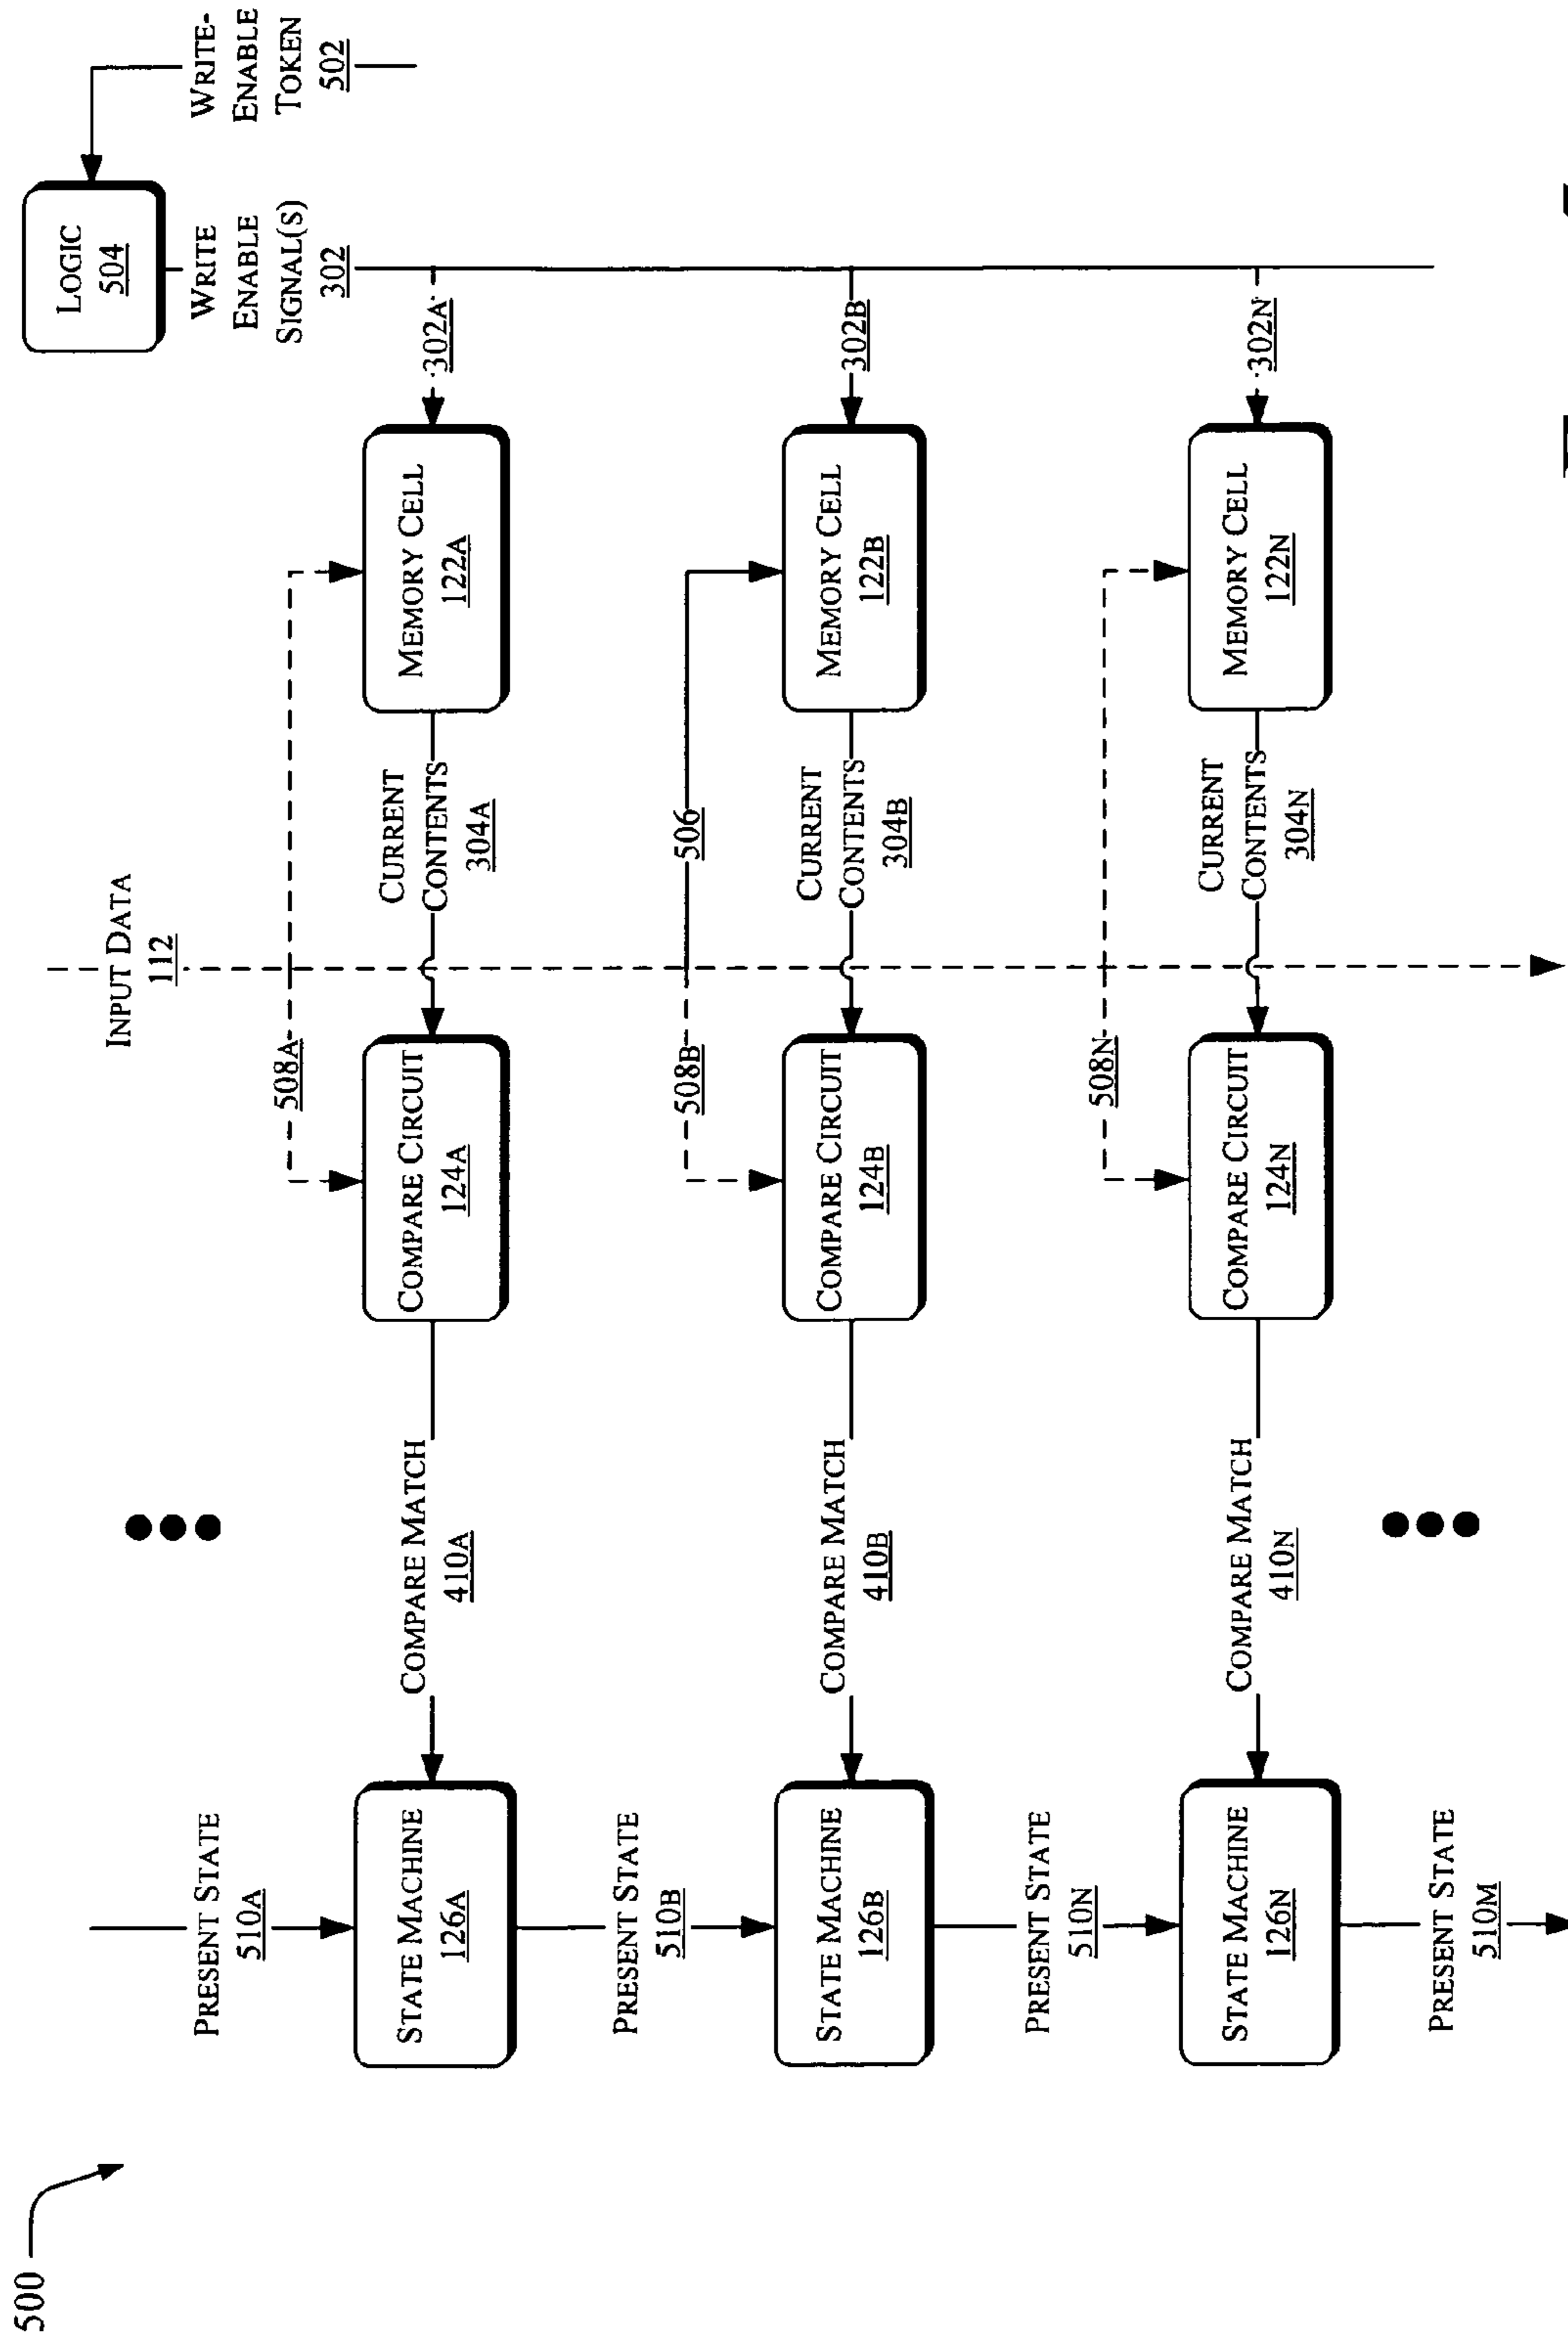 500
LOGIC
504
WRITE-
ENABLE
TOKEN
502
WRITE
ENABLE
SIGNAL(S)
302
INPUT DATA
112
PRESENT STATE
510A
508A
STATE MACHINE
126A
COMPARE MATCH
410A
COMPARE CIRCUIT
124A
CURRENT
CONTENTS
304A
MEMORY CELL
122A
302A
PRESENT STATE
510B
508B
506
STATE MACHINE
126B
COMPARE MATCH
410B
COMPARE CIRCUIT
124B
CURRENT
CONTENTS
304B
MEMORY CELL
122B
302B
PRESENT STATE
510N
508N
STATE MACHINE
126N
COMPARE MATCH
410N
COMPARE CIRCUIT
124N
CURRENT
CONTENTS
304N
MEMORY CELL
122N
302N
PRESENT STATE
510M